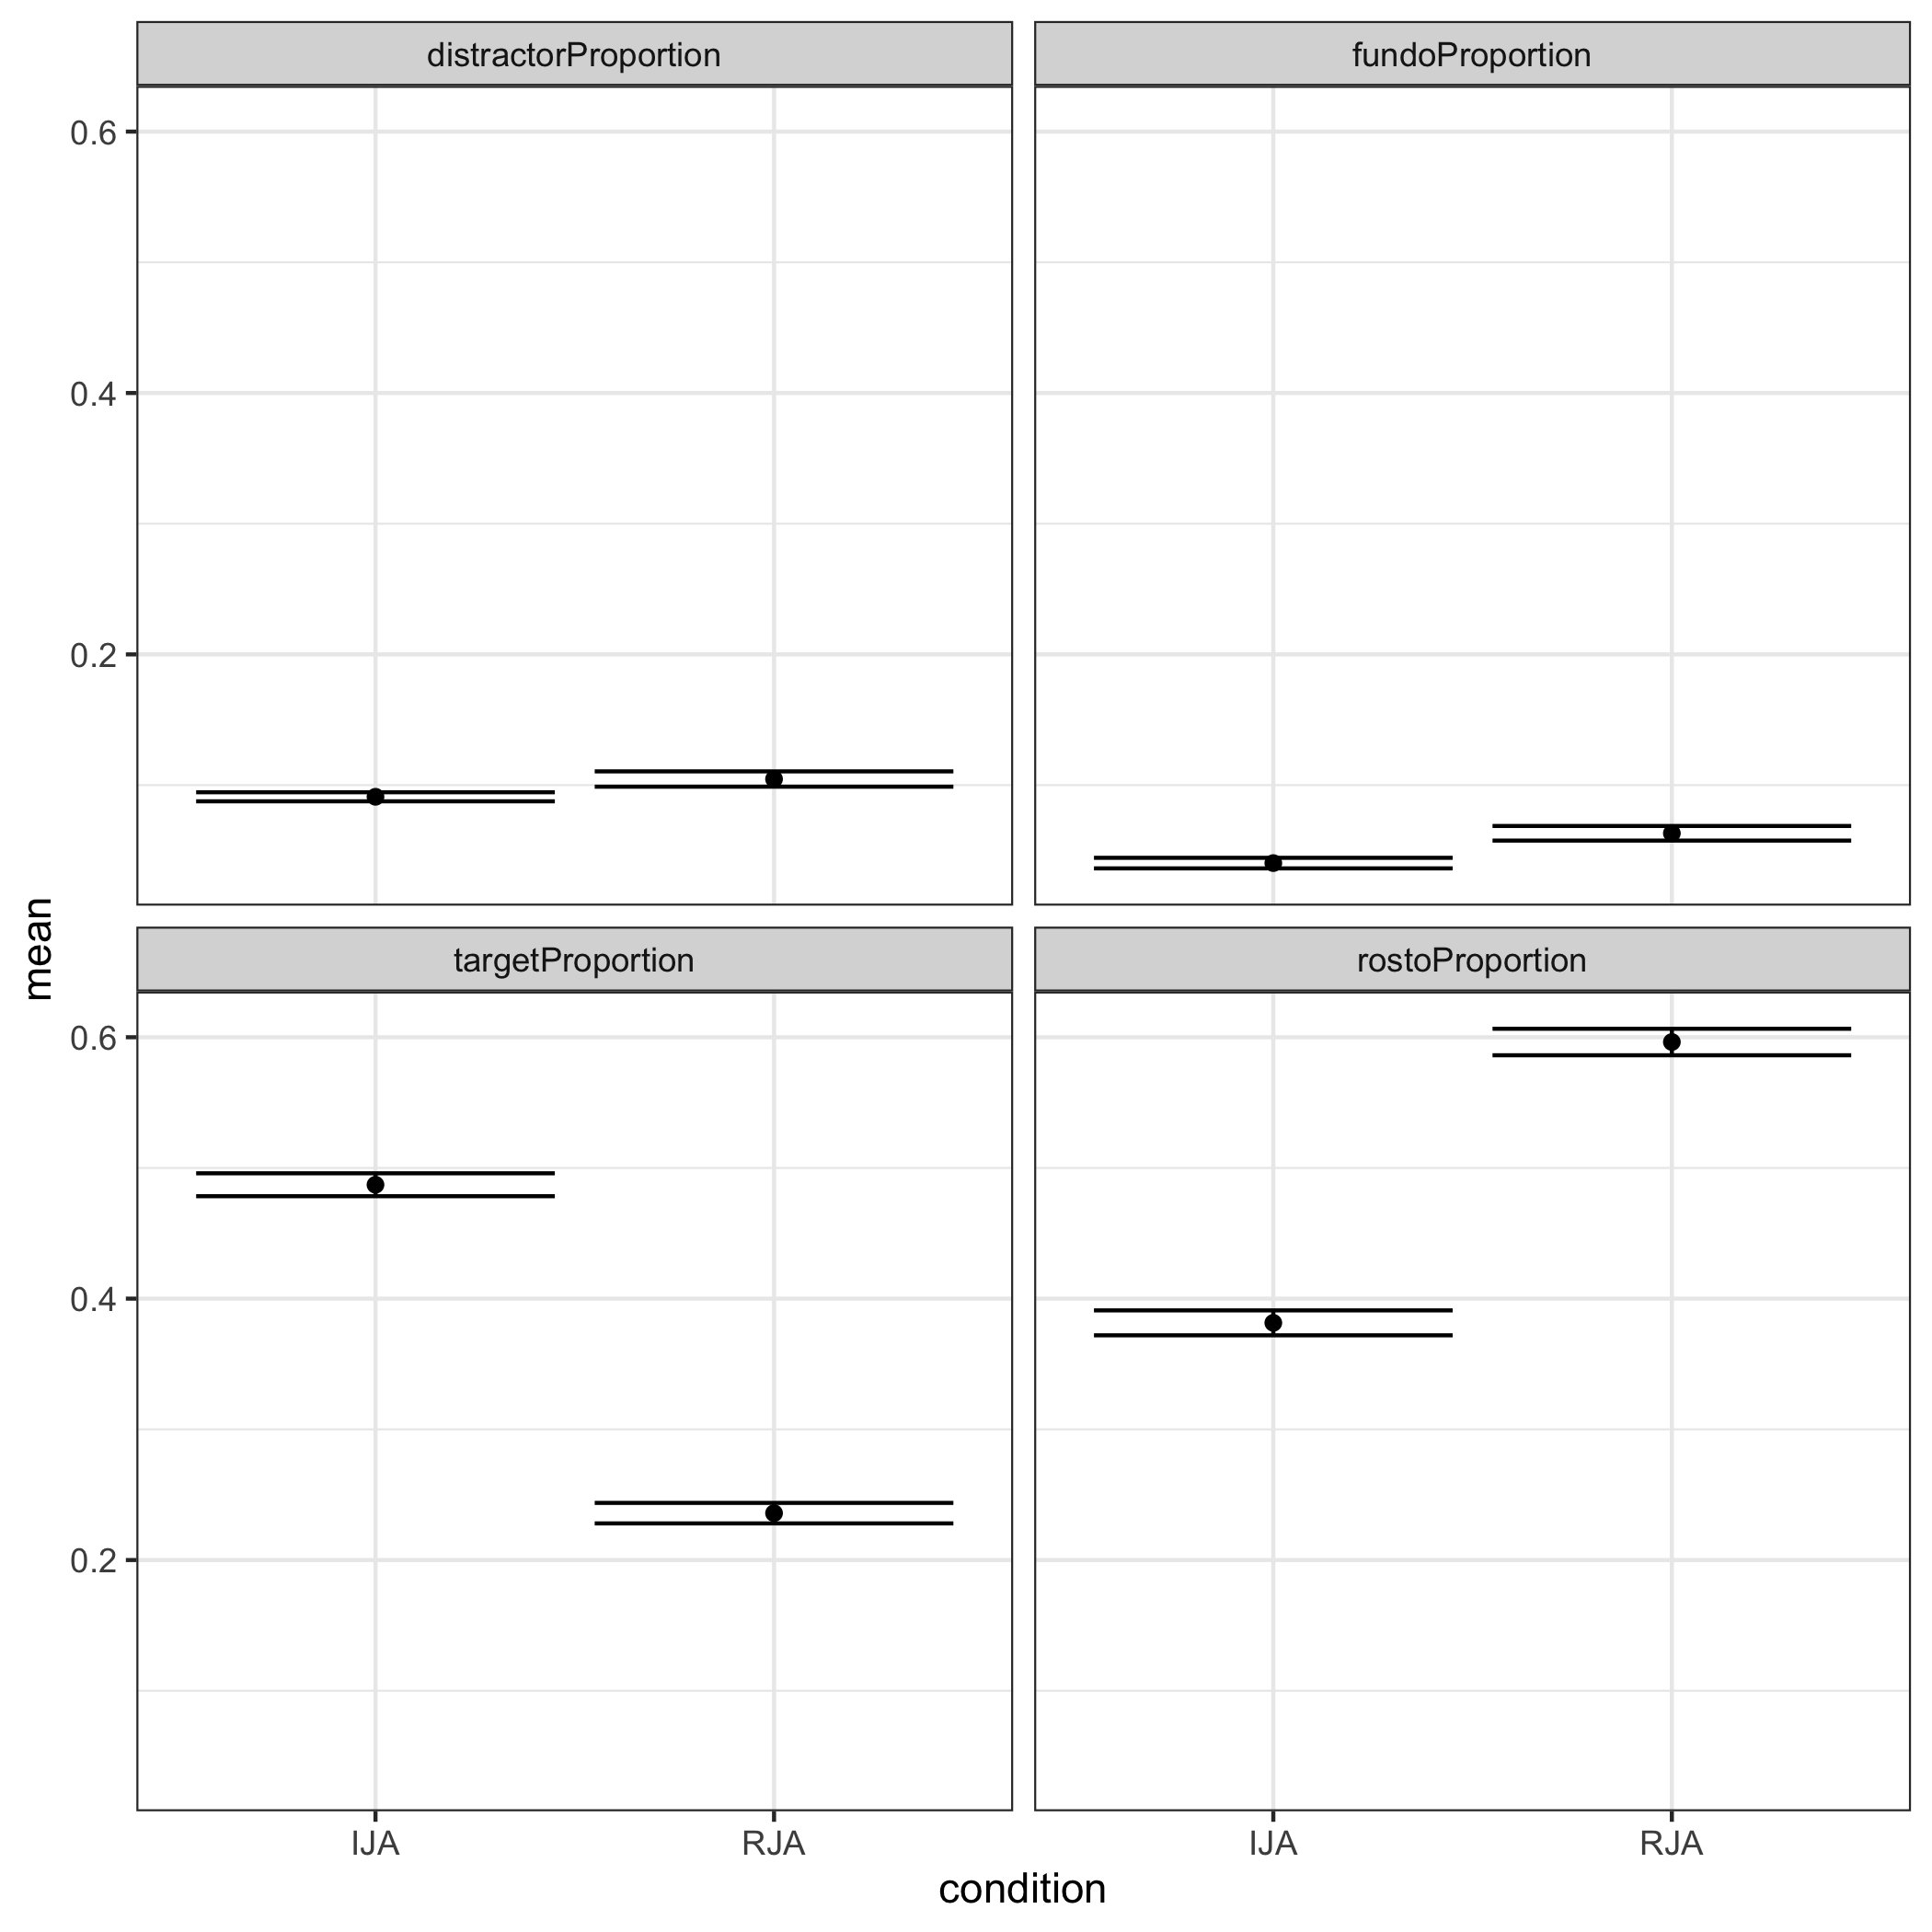 distractorProportion
fundoProportion
0.6
0.4
0.2
targetProportion
rostoProportion
0.6
0.4
0.2
mean
IJA
RJA
IJA
RJA
condition